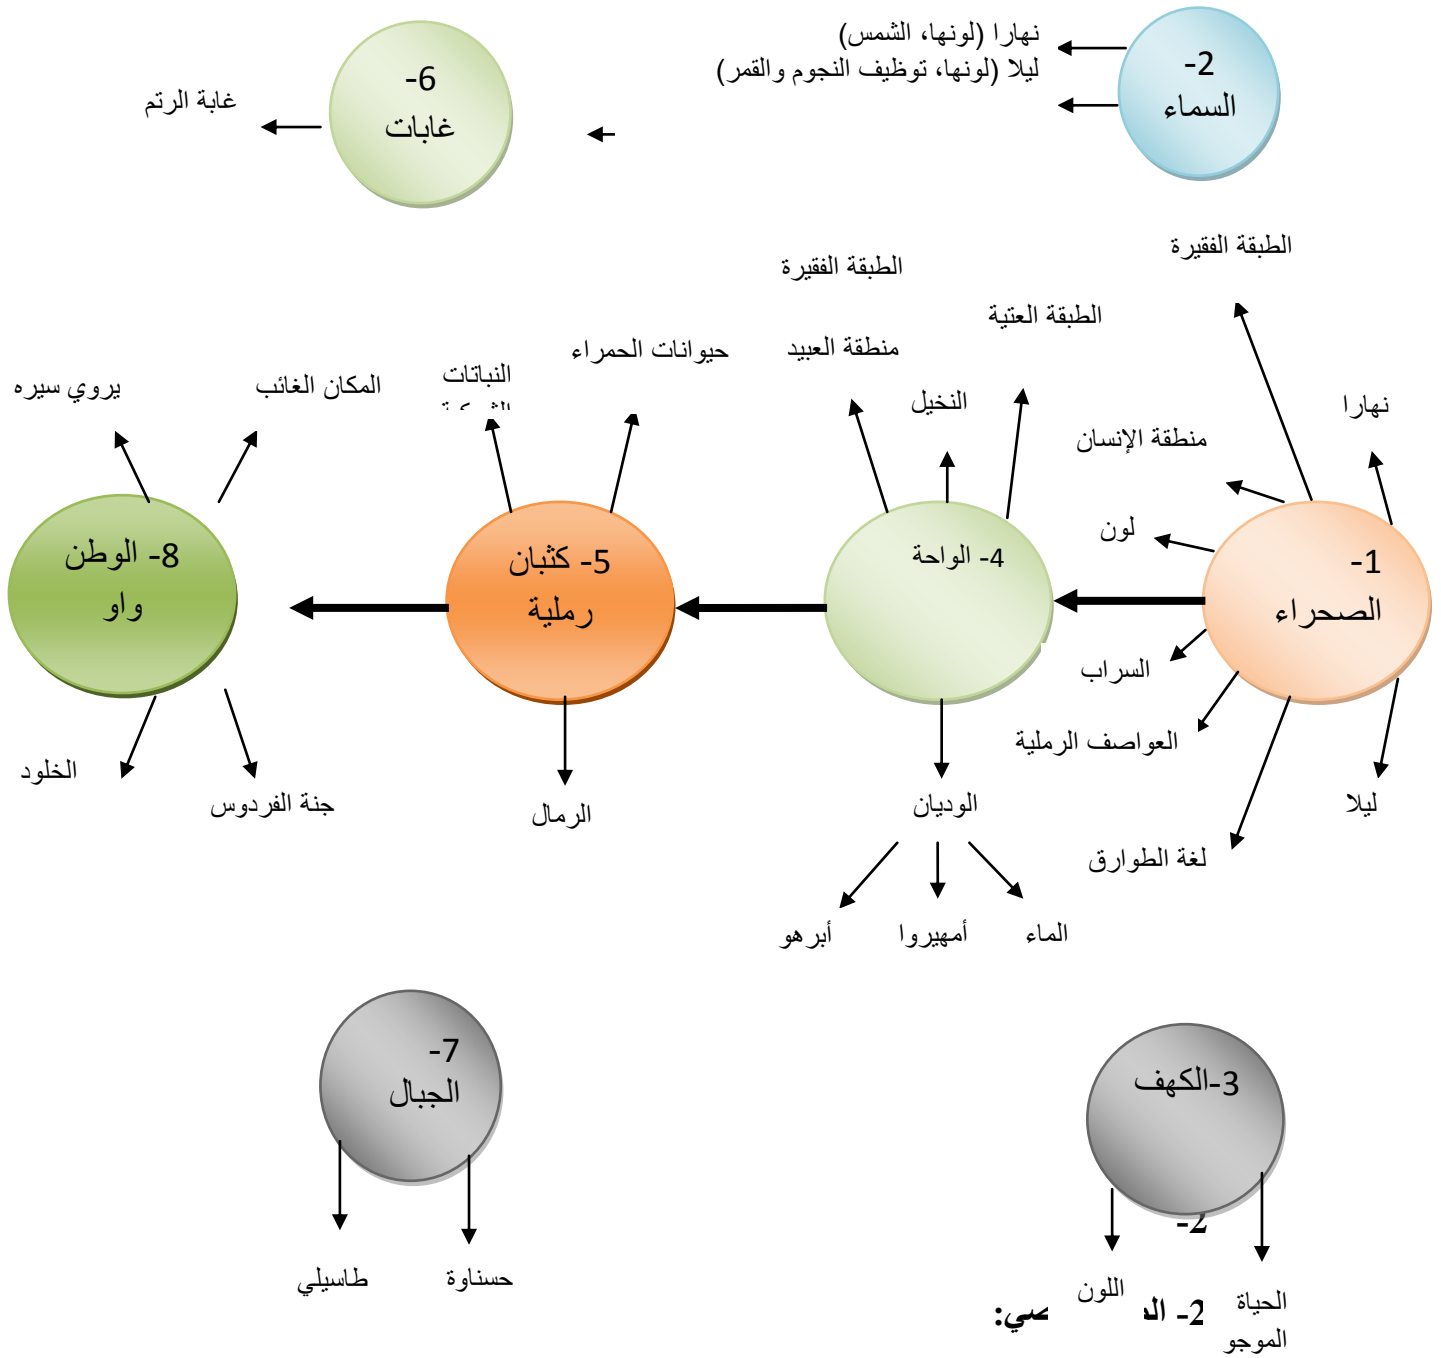 نهارا (لونها، الشمس)
ليلا (لونها، توظيف النجوم والقمر)
2-
السماء
6-
غابات
غابة الرتم
الطبقة الفقيرة
الطبقة الفقيرة
الطبقة العتية
منطقة العبيد
حيوانات الحمراء
النباتات
المكان الغائب
يروي سيره
نهارا
النخيل
منطقة الإنسان
لون
1-
الصحراء
4- الواحة
5- كثبان
رملية
8- الوطن
واو
السراب
العواصف الرملية
ليلا
لغة الطوارق
الوديان
الرمال
جنة الفردوس
الخلود
الماء
أمهيروا
أبرهو
7-
الجبال
3-الكهف
2-
حسناوة
طاسيلي
اللون
الحياة
الموجو
2-